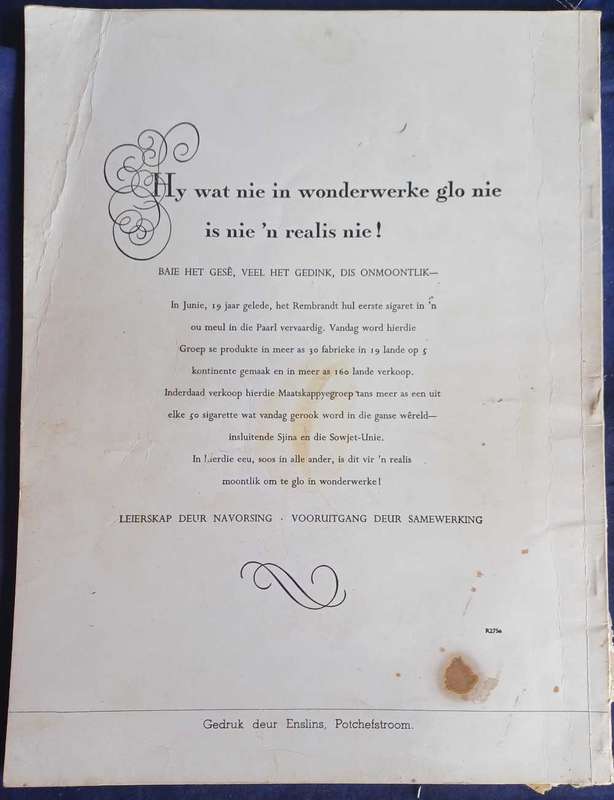 Hy wat nie in wonderwerke glo nie
is nie 'n realis nie!
BAIE HET GESÊ, VEEL HET GEDINK, DIS ONMOONTLIK—
In Junie, 19 jaar gelede, het Rembrandt hul eerste sigaret in 'n
ou meul in die Paarl vervaardig. Vandag word hierdie
Groep se produkte in meer as 30 fabrieke in 19 lande op 5
kontinente gemaak en in meer as 160 lande verkoop.
Inderdaad verkoop hierdie Maatskappyegroep tans meer as een uit
elke 50 sigarette wat vandag gerook word in die ganse wêreld—
insluitende Sjina en die Sowjet-Unie.
In hierdie eeu, soos in alle ander, is dit vir 'n realis
moontlik om te glo in wonderwerke!
LEIERSKAP DEUR NAVORSING · VOORUITGANG DEUR SAMEWERKING
R275a
Gedruk deur Enslins, Potchefstroom.